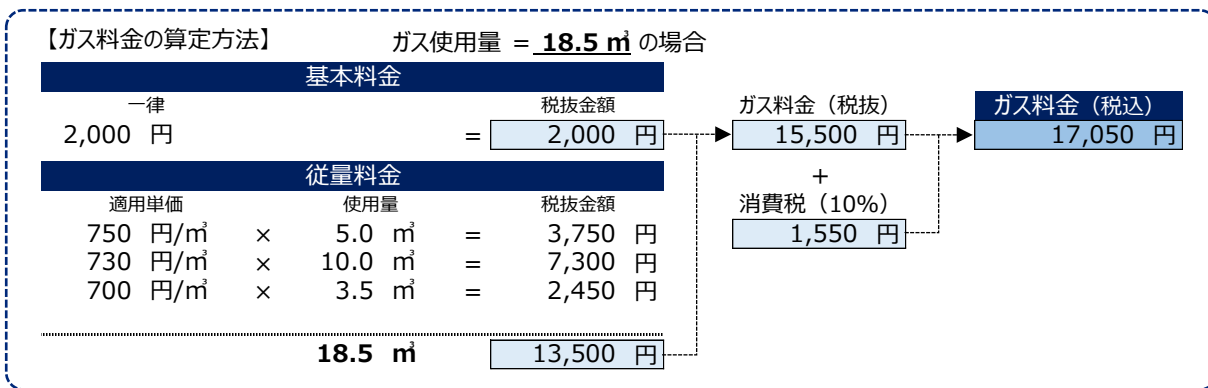 【ガス料金の算定方法】 ガス使用量 = 18.5 ㎥ の場合
基本料金
一律 税抜金額
2,000 円 = 2,000 円
従量料金
適用単価 使用量 税抜金額
750 円/㎥ × 5.0 ㎥ = 3,750 円
730 円/㎥ × 10.0 ㎥ = 7,300 円
700 円/㎥ × 3.5 ㎥ = 2,450 円
18.5 ㎥ 13,500 円
ガス料金（税抜）
15,500 円
+
消費税（10%）
1,550 円
ガス料金（税込）
17,050 円